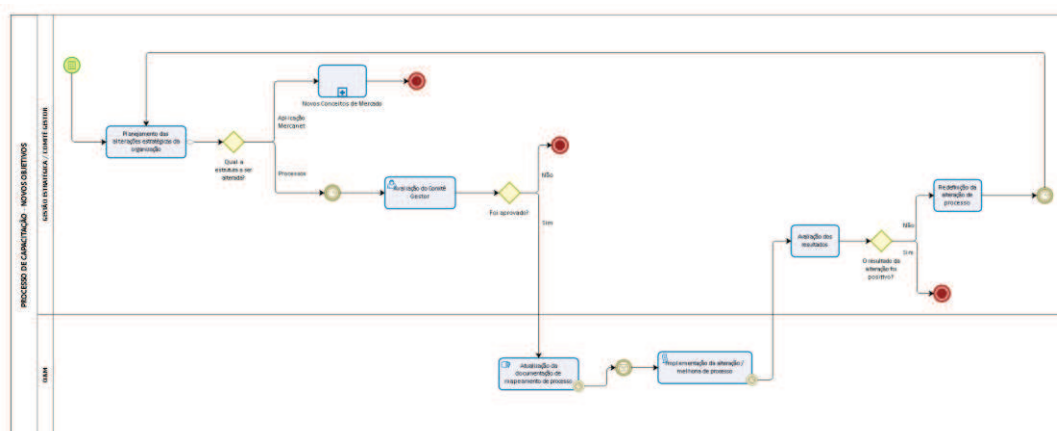 PROCESSO DE CAPACITAÇÃO - NOVOS OBJETIVOS
GESTÃO ESTRATÉGICA / COMITÊ GESTOR
Planejamento das
alterações estratégicas da
organização
Qual a
estrutura a ser
alterada?
Aplicação
Mercanet
Novos Conceitos de Mercado
Processos
Avaliação do Comitê
Gestor
Foi aprovado?
Não
Sim
Avaliação dos
resultados
O resultado da
alteração foi
positivo?
Não
Sim
Redefinição da
alteração de
processo
Atualização da
documentação de
mapeamento de processo
Implementação da alteração /
melhoria de processo